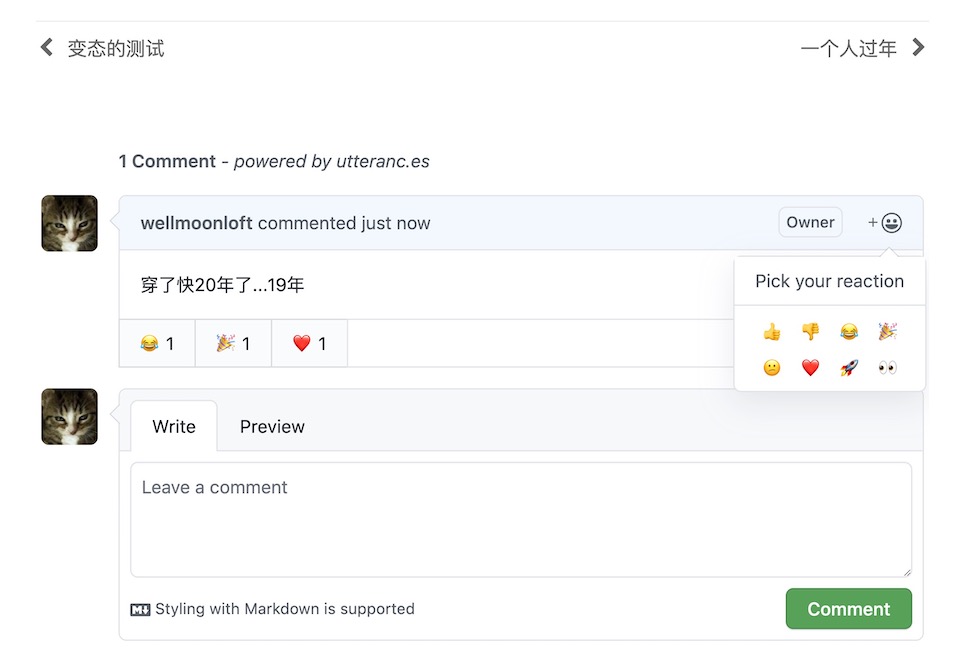 变态的测试
一个人过年
1 Comment - powered by utteranc.es
wellmoonloft commented just now
Owner
+
Pick your reaction
穿了快20年了...19年
😂 1 🎉 1 ❤️ 1
Write Preview
Leave a comment
M↓ Styling with Markdown is supported
Comment